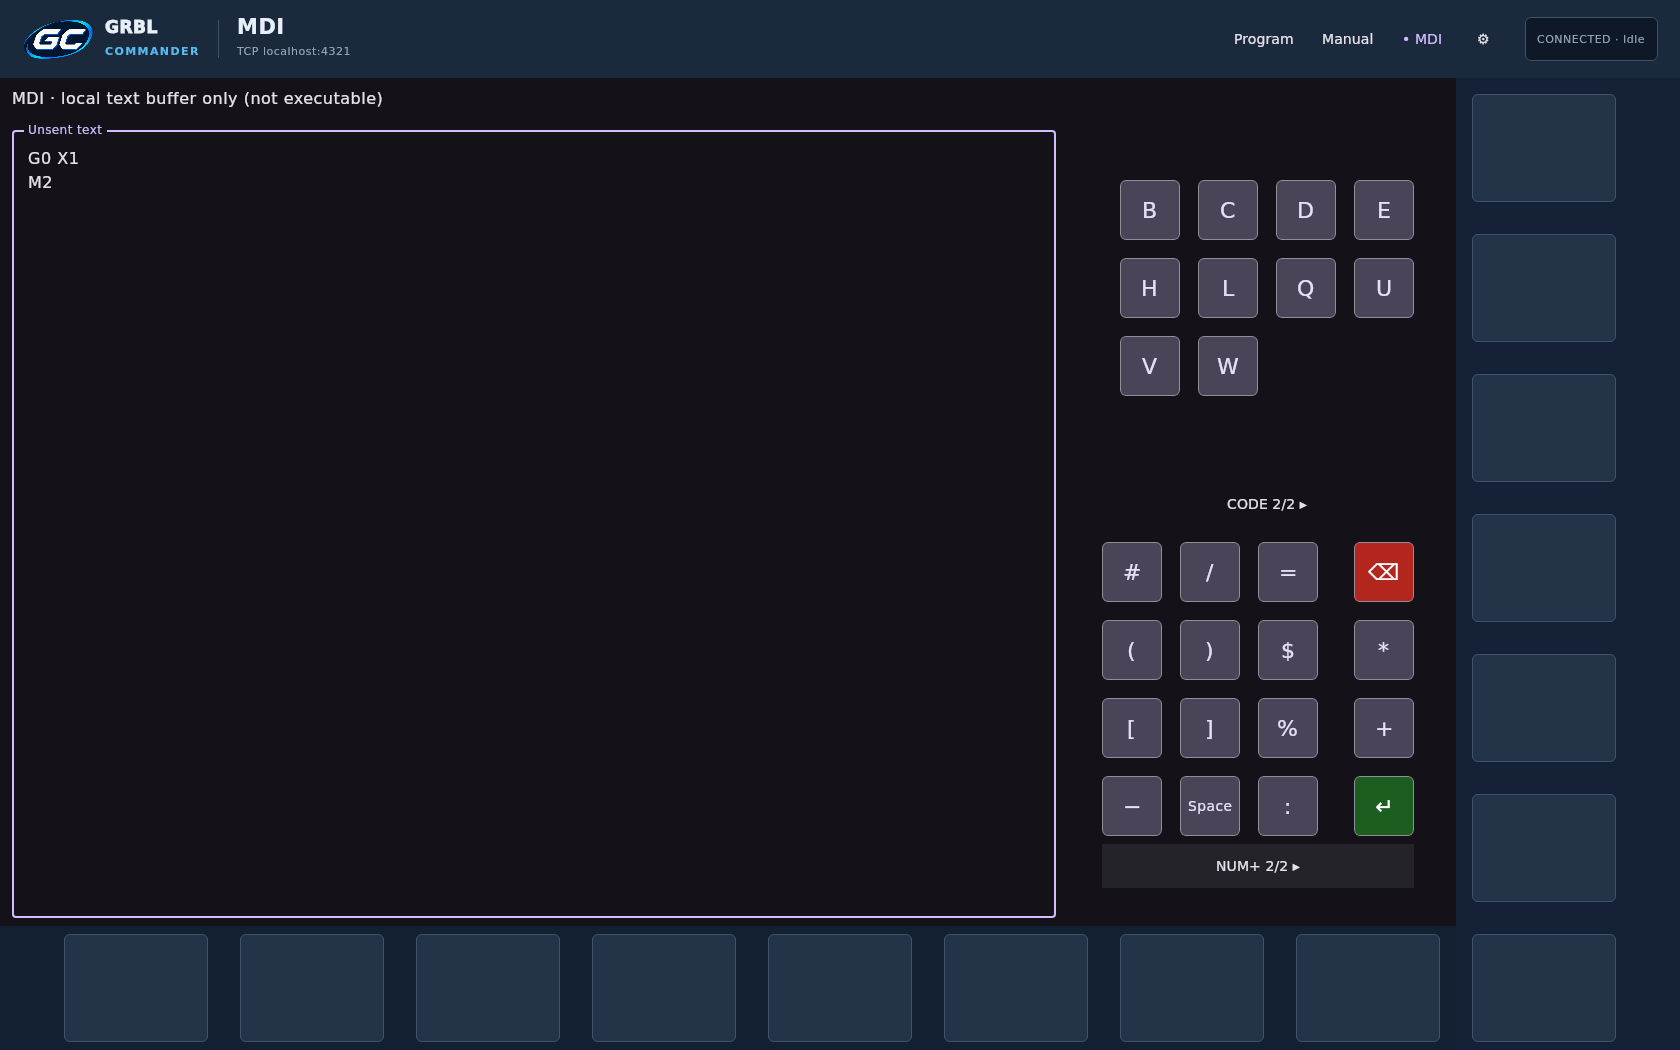 GC
GRBL
COMMANDER
MDI
TCP localhost:4321
Program
Manual
• MDI
⚙
CONNECTED · Idle
MDI · local text buffer only (not executable)
Unsent text
G0 X1
M2
B C D E
H L Q U
V W
CODE 2/2 ▸
# / = ⌫
( ) $ *
[ ] % +
− Space : ↵
NUM+ 2/2 ▸